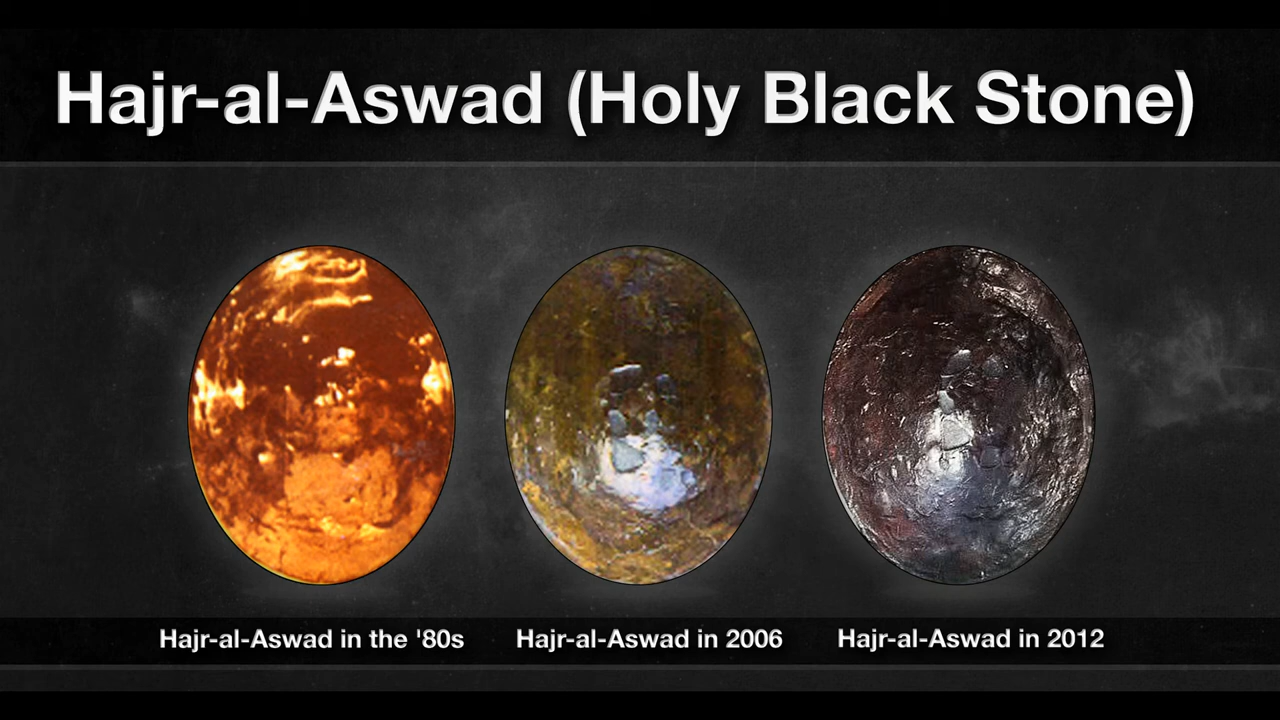 Hajr-al-Aswad (Holy Black Stone)
Hajr-al-Aswad in the '80s
Hajr-al-Aswad in 2006
Hajr-al-Aswad in 2012